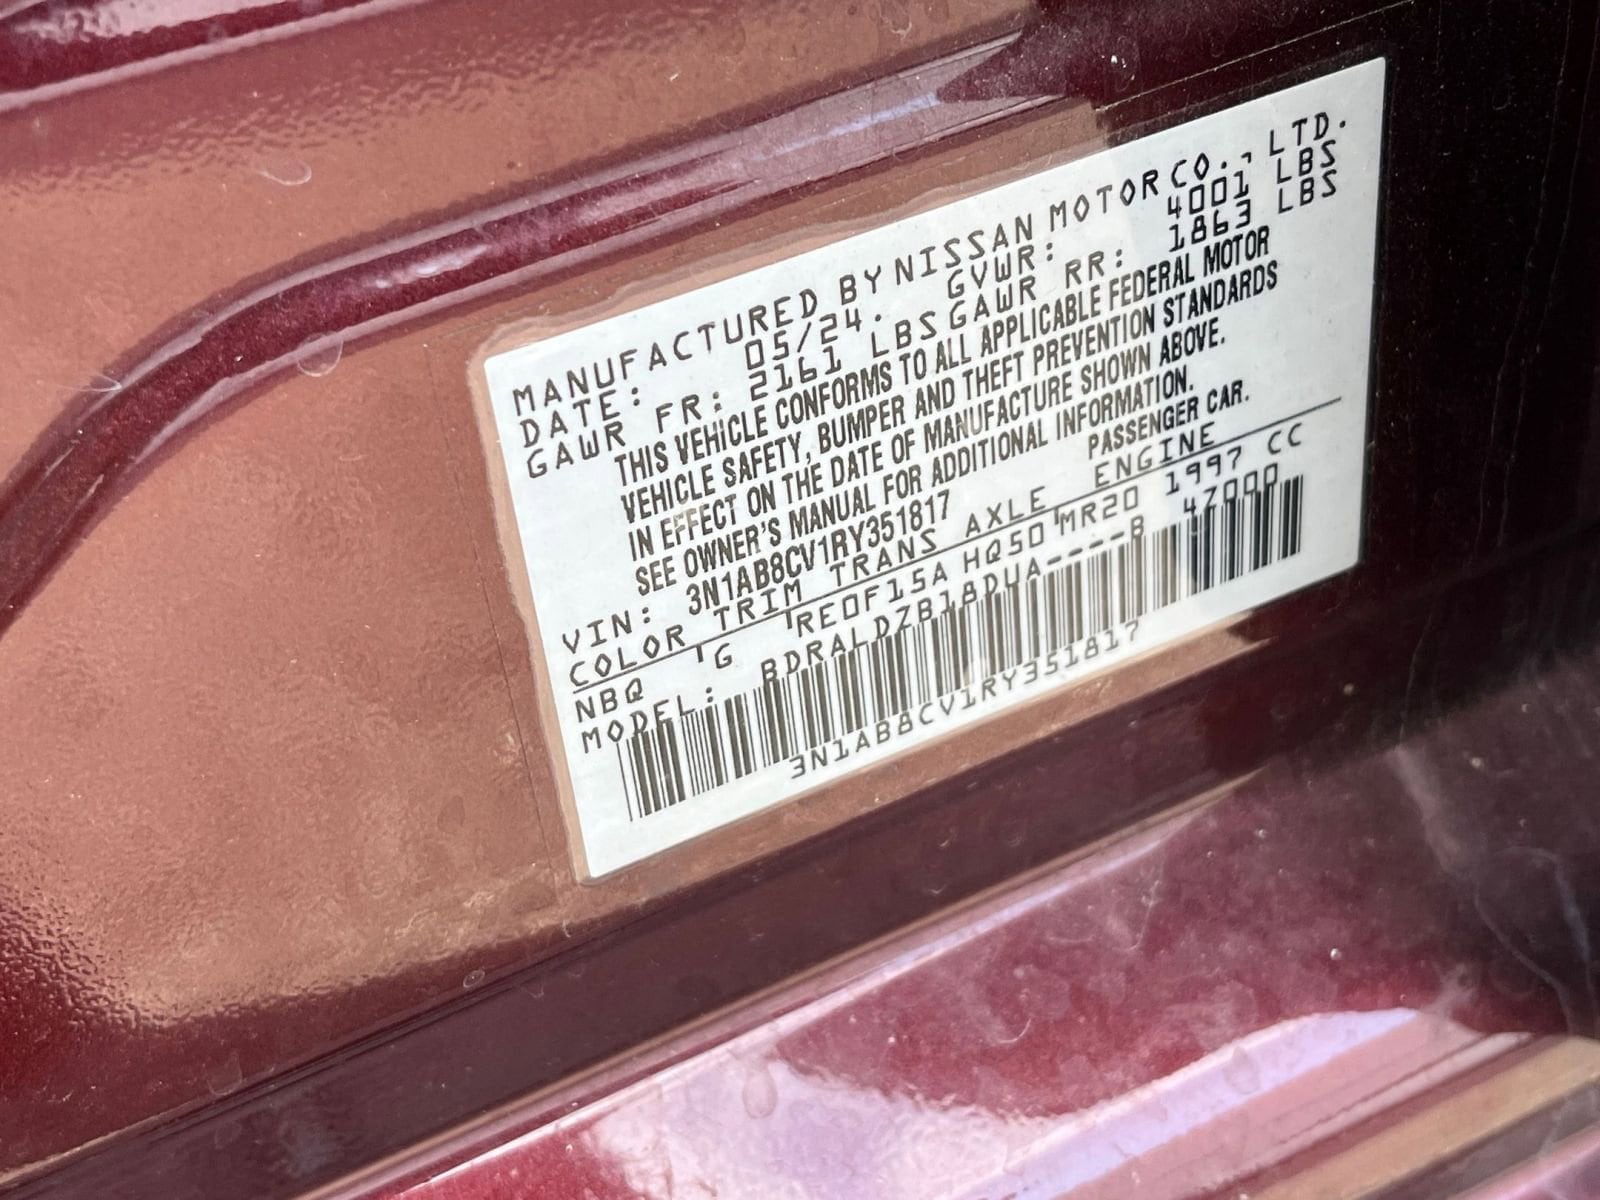 MANUFACTURED BY NISSAN MOTOR CO., LTD.
DATE: 05/24. GVWR: 4001 LBS
GAWR FR: 2161 LBS GAWR RR: 1863 LBS
THIS VEHICLE CONFORMS TO ALL APPLICABLE FEDERAL MOTOR
VEHICLE SAFETY, BUMPER AND THEFT PREVENTION STANDARDS
IN EFFECT ON THE DATE OF MANUFACTURE SHOWN ABOVE.
SEE OWNER'S MANUAL FOR ADDITIONAL INFORMATION.
VIN: 3N1AB8CV1RY351817 PASSENGER CAR.
COLOR TRIM TRANS AXLE ENGINE
NBQ G RE0F15A HQ50 MR20 1997 CC
MODEL: BDRALDZB18DUA----B 4Z000
3N1AB8CV1RY351817